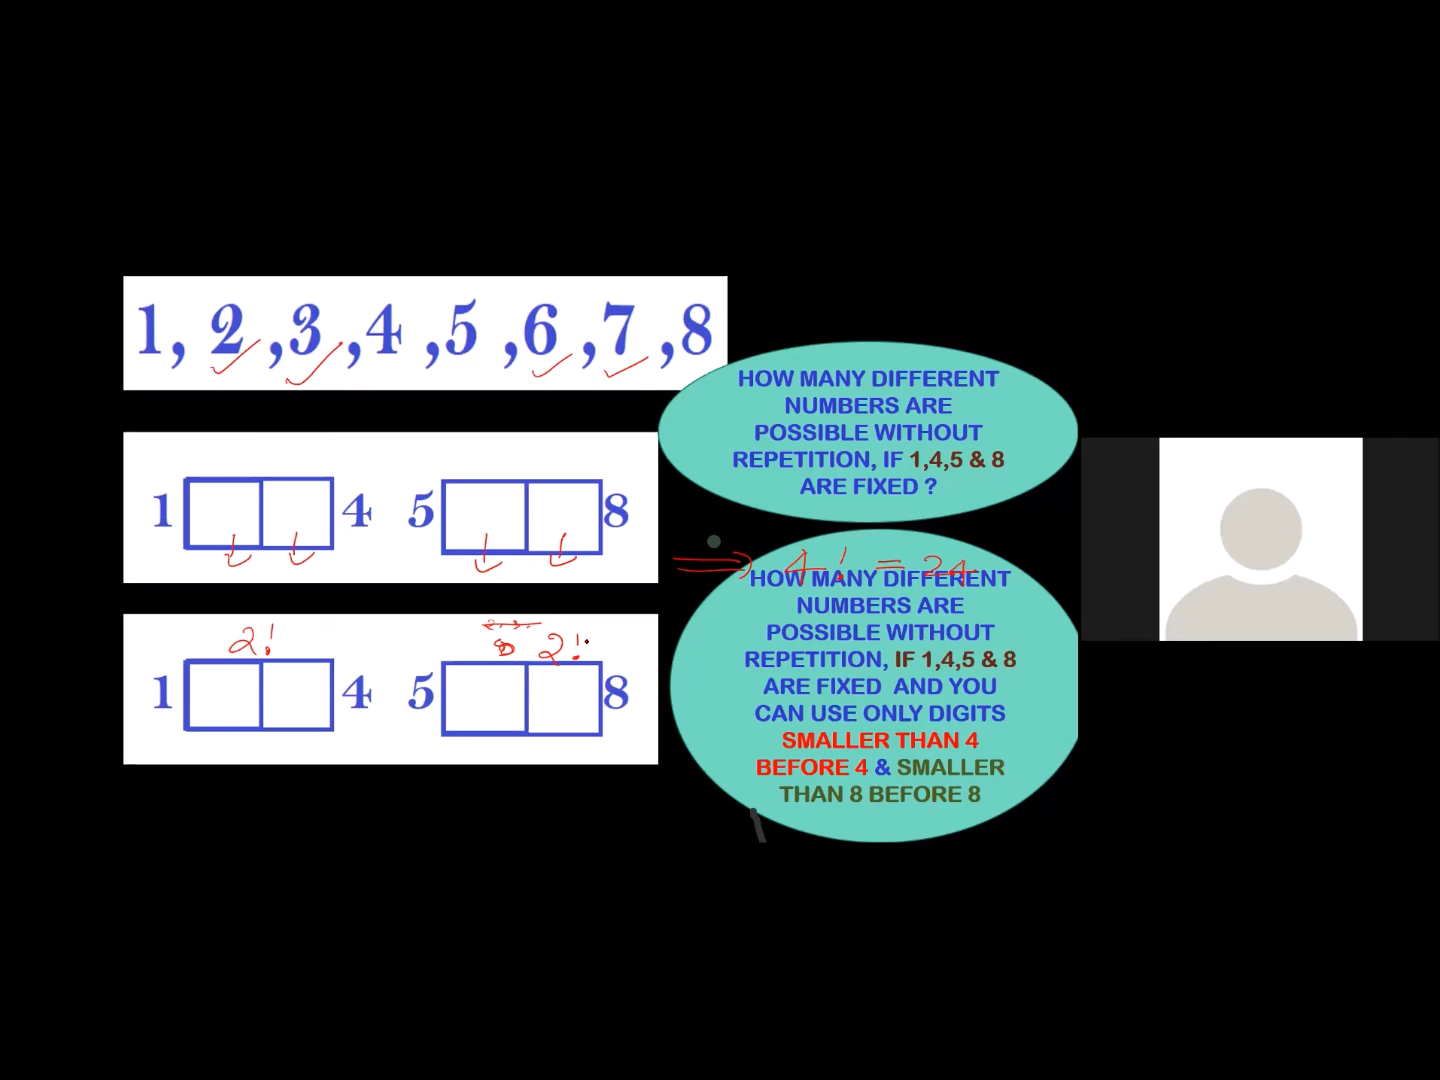 1, 2 ,3 ,4 ,5 ,6 ,7 ,8
HOW MANY DIFFERENT
NUMBERS ARE
POSSIBLE WITHOUT
REPETITION, IF 1,4,5 & 8
ARE FIXED ?
1 4 5 8
⇒ 4! = 24
HOW MANY DIFFERENT
NUMBERS ARE
POSSIBLE WITHOUT
REPETITION, IF 1,4,5 & 8
ARE FIXED AND YOU
CAN USE ONLY DIGITS
SMALLER THAN 4
BEFORE 4 & SMALLER
THAN 8 BEFORE 8
2! 2!
1 4 5 8